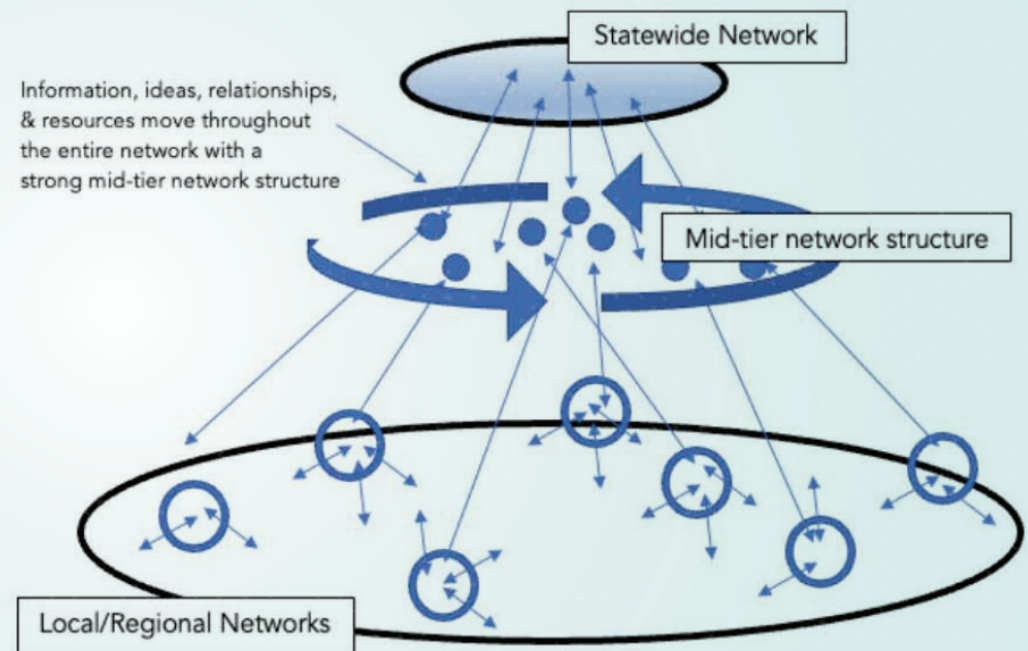 Statewide Network
Information, ideas, relationships,
& resources move throughout
the entire network with a
strong mid-tier network structure
Mid-tier network structure
Local/Regional Networks